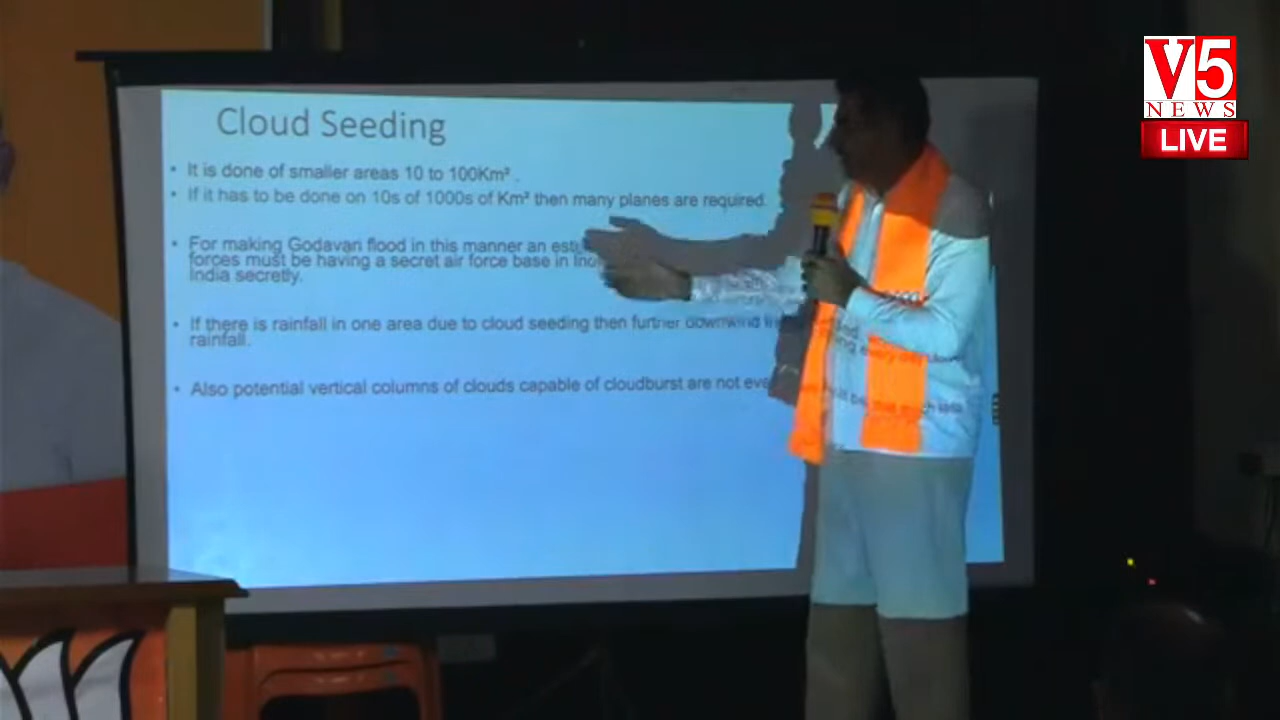 V5
NEWS
LIVE
Cloud Seeding
• It is done of smaller areas 10 to 100Km² .
• If it has to be done on 10s of 1000s of Km² then many planes are required.
• For making Godavari flood in this manner an
forces must be having a secret air force base in
India secretly.
• If there is rainfall in one area due to cloud seeding then further downwind
rainfall.
• Also potential vertical columns of clouds capable of cloudburst are not